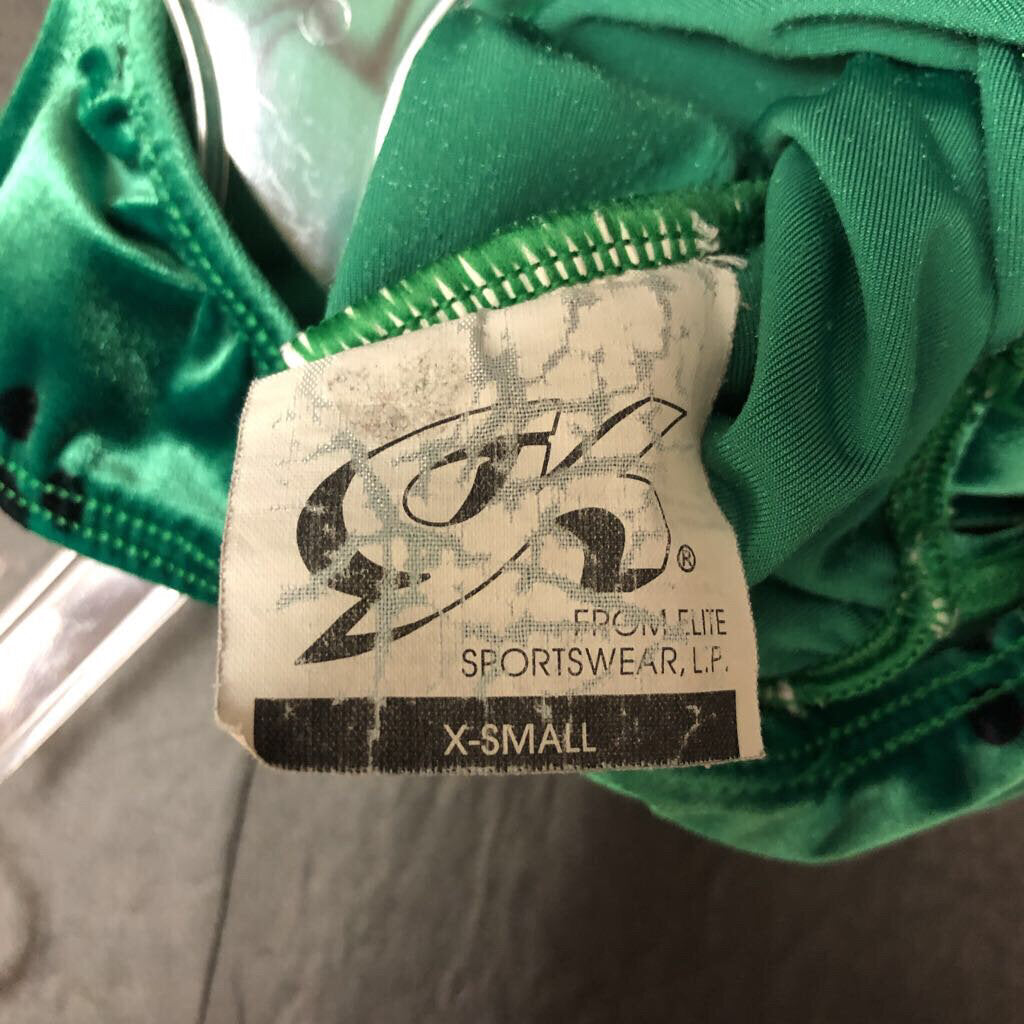 GK
®
FROM ELITE
SPORTSWEAR, L.P.
X-SMALL